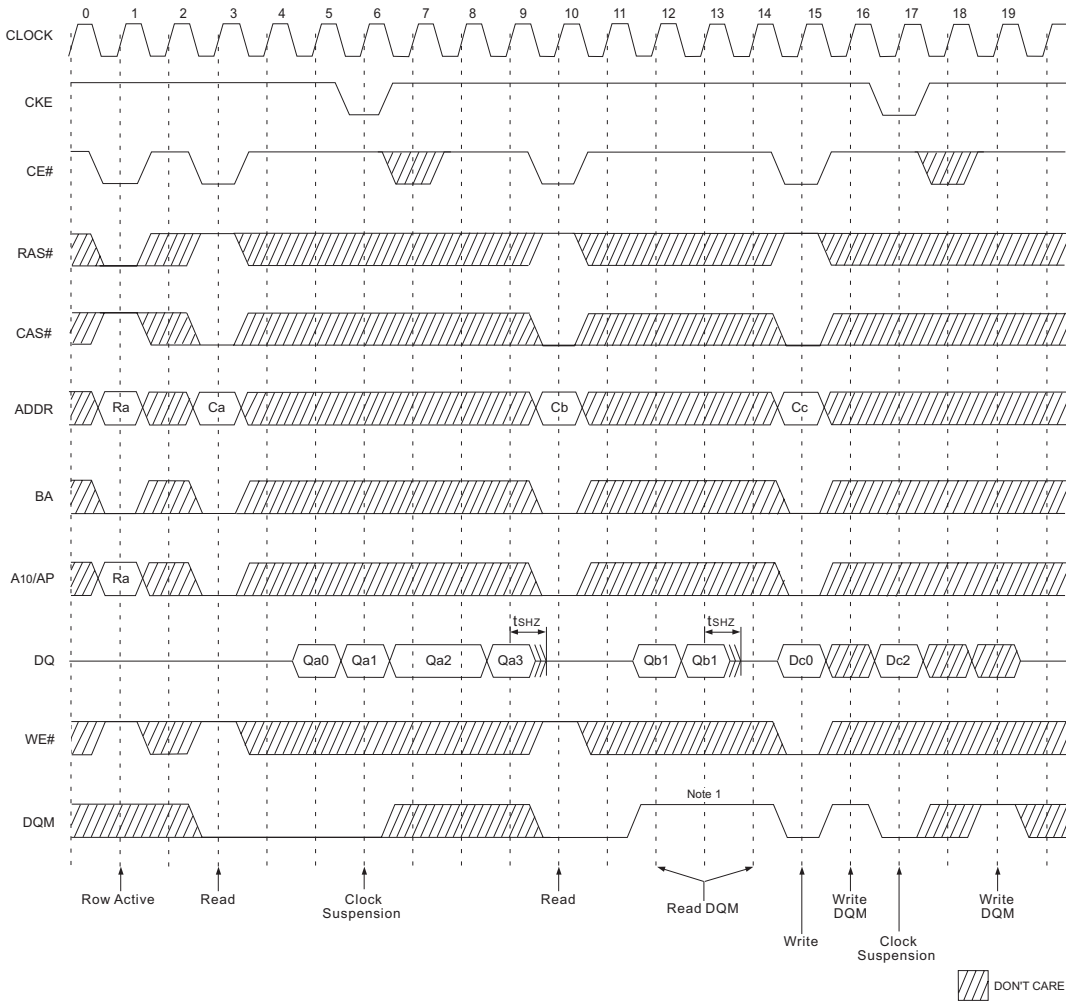 0 1 2 3 4 5 6 7 8 9 10 11 12 13 14 15 16 17 18 19
CLOCK
CKE
CE#
RAS#
CAS#
ADDR Ra Ca Cb Cc
BA
A10/AP Ra
tSHZ tSHZ
DQ Qa0 Qa1 Qa2 Qa3 Qb1 Qb1 Dc0 Dc2
WE#
Note 1
DQM
Row Active Read Clock Suspension Read Read DQM Write DQM Write DQM
Write Clock Suspension
DON'T CARE